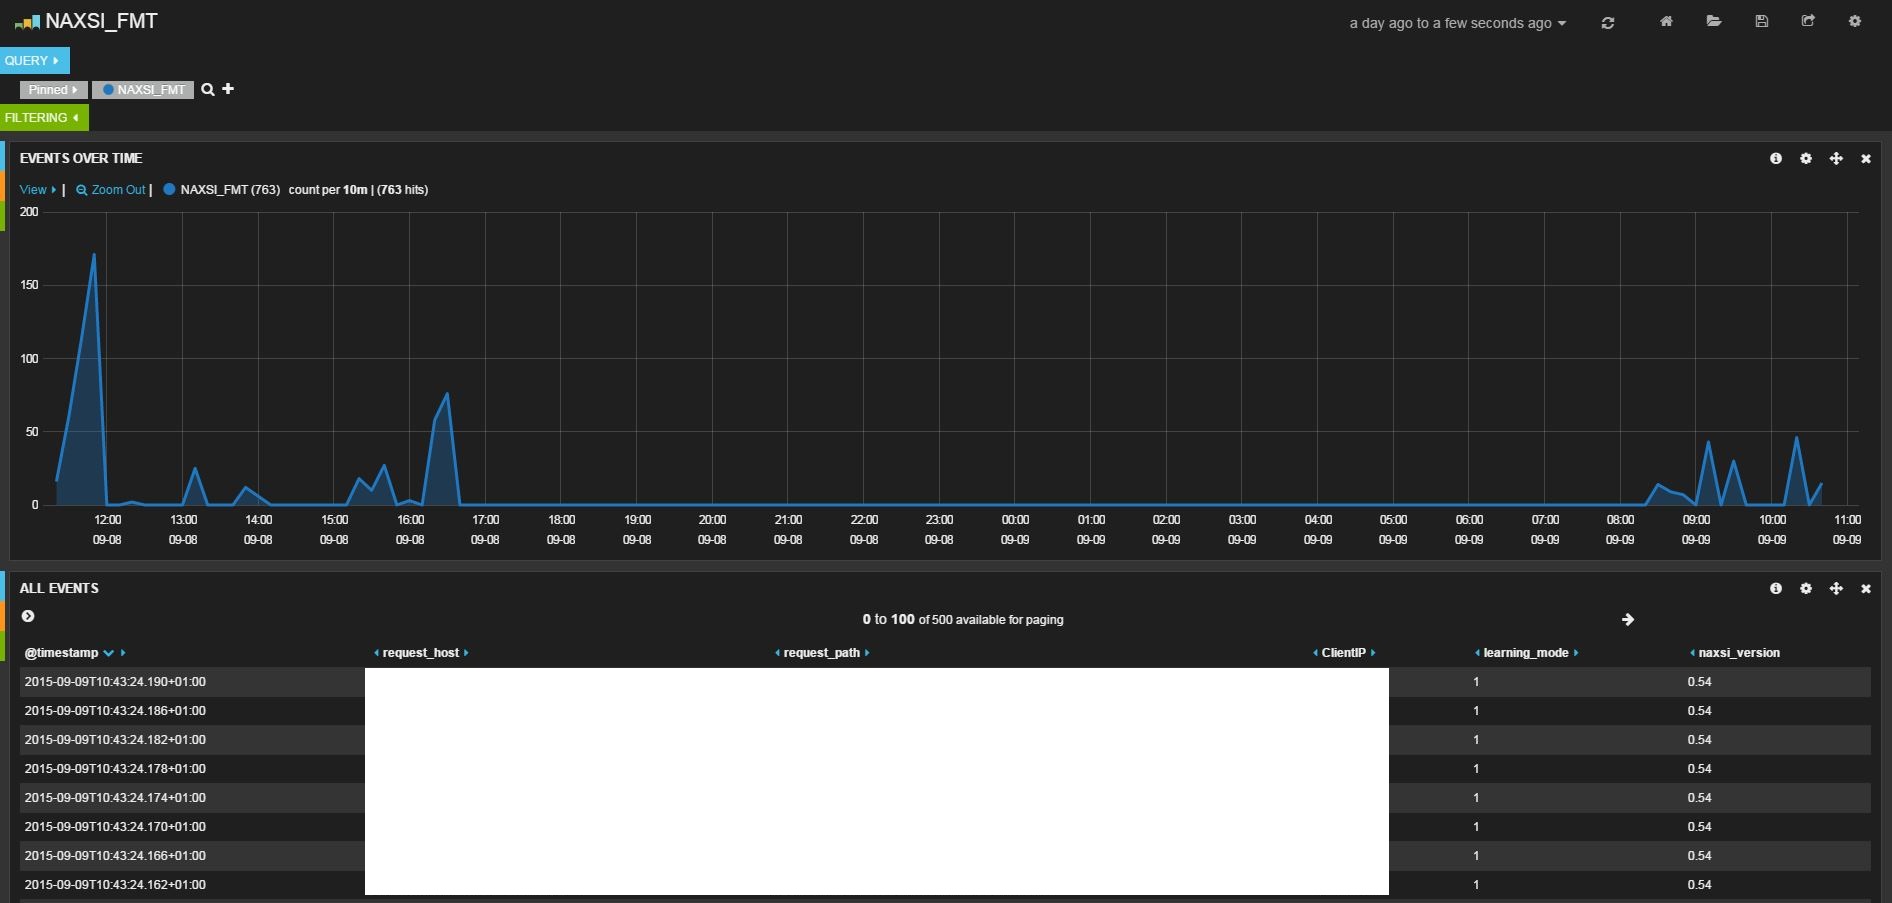 NAXSI_FMT
a day ago to a few seconds ago
QUERY
Pinned NAXSI_FMT
FILTERING
EVENTS OVER TIME
View | Zoom Out | NAXSI_FMT (763) count per 10m | (763 hits)
200
150
100
50
0
12:00 13:00 14:00 15:00 16:00 17:00 18:00 19:00 20:00 21:00 22:00 23:00 00:00 01:00 02:00 03:00 04:00 05:00 06:00 07:00 08:00 09:00 10:00 11:00
09-08 09-08 09-08 09-08 09-08 09-08 09-08 09-08 09-08 09-08 09-08 09-08 09-09 09-09 09-09 09-09 09-09 09-09 09-09 09-09 09-09 09-09 09-09 09-09
ALL EVENTS
0 to 100 of 500 available for paging
@timestamp request_host request_path ClientIP learning_mode naxsi_version
2015-09-09T10:43:24.190+01:00 1 0.54
2015-09-09T10:43:24.186+01:00 1 0.54
2015-09-09T10:43:24.182+01:00 1 0.54
2015-09-09T10:43:24.178+01:00 1 0.54
2015-09-09T10:43:24.174+01:00 1 0.54
2015-09-09T10:43:24.170+01:00 1 0.54
2015-09-09T10:43:24.166+01:00 1 0.54
2015-09-09T10:43:24.162+01:00 1 0.54